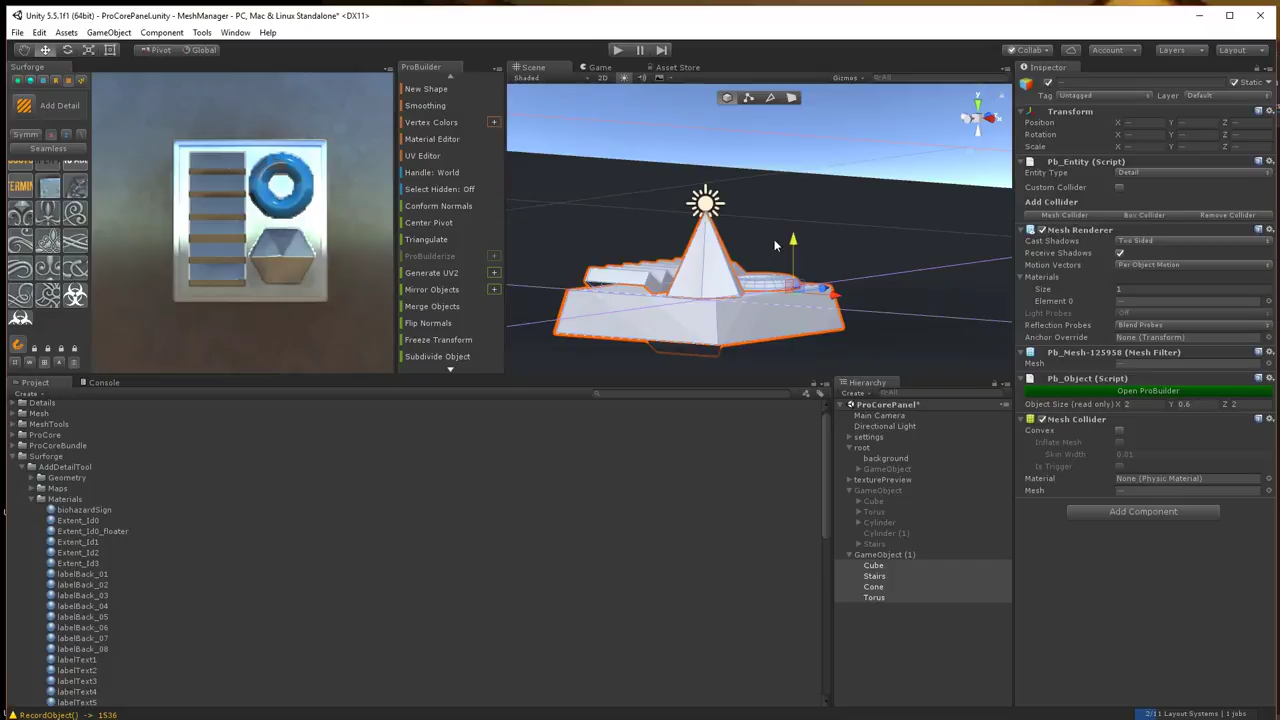 Unity 5.5.1f1 (64bit) - ProCorePanel.unity - MeshManager - PC, Mac & Linux Standalone* <DX11>
File Edit Assets GameObject Component Tools Window Help
Pivot Global Collab Account Layers Layout
Surforge
Add Detail
Symm
Seamless
ProBuilder
New Shape
Smoothing
Vertex Colors +
Material Editor
UV Editor
Handle: World
Select Hidden: Off
Conform Normals
Center Pivot
Triangulate
ProBuilderize +
Generate UV2 +
Mirror Objects +
Merge Objects
Flip Normals
Freeze Transform
Subdivide Object
Scene Game Asset Store
Shaded 2D Gizmos All
y
x
Inspector
Static
Tag Untagged Layer Default
Transform
Position X — Y — Z —
Rotation X — Y — Z —
Scale X — Y — Z —
Pb_Entity (Script)
Entity Type Detail
Custom Collider
Add Collider
Mesh Collider Box Collider Remove Collider
Mesh Renderer
Cast Shadows Two Sided
Receive Shadows
Motion Vectors Per Object Motion
Materials
Size 1
Element 0 —
Light Probes Off
Reflection Probes Blend Probes
Anchor Override None (Transform)
Pb_Mesh-125958 (Mesh Filter)
Mesh —
Pb_Object (Script)
Open ProBuilder
Object Size (read only) X 2 Y 0.6 Z 2
Mesh Collider
Convex
Inflate Mesh
Skin Width 0.01
Is Trigger
Material None (Physic Material)
Mesh —
Add Component
Project Console
Create
Details
Mesh
MeshTools
ProCore
ProCoreBundle
Surforge
AddDetailTool
Geometry
Maps
Materials
biohazardSign
Extent_Id0
Extent_Id0_floater
Extent_Id1
Extent_Id2
Extent_Id3
labelBack_01
labelBack_02
labelBack_03
labelBack_04
labelBack_05
labelBack_06
labelBack_07
labelBack_08
labelText1
labelText2
labelText3
labelText4
labelText5
Hierarchy
Create All
ProCorePanel*
Main Camera
Directional Light
settings
root
background
GameObject
texturePreview
GameObject
Cube
Torus
Cylinder
Cylinder (1)
Stairs
GameObject (1)
Cube
Stairs
Cone
Torus
RecordObject() -> 1536
2/11 Layout Systems | 1 jobs